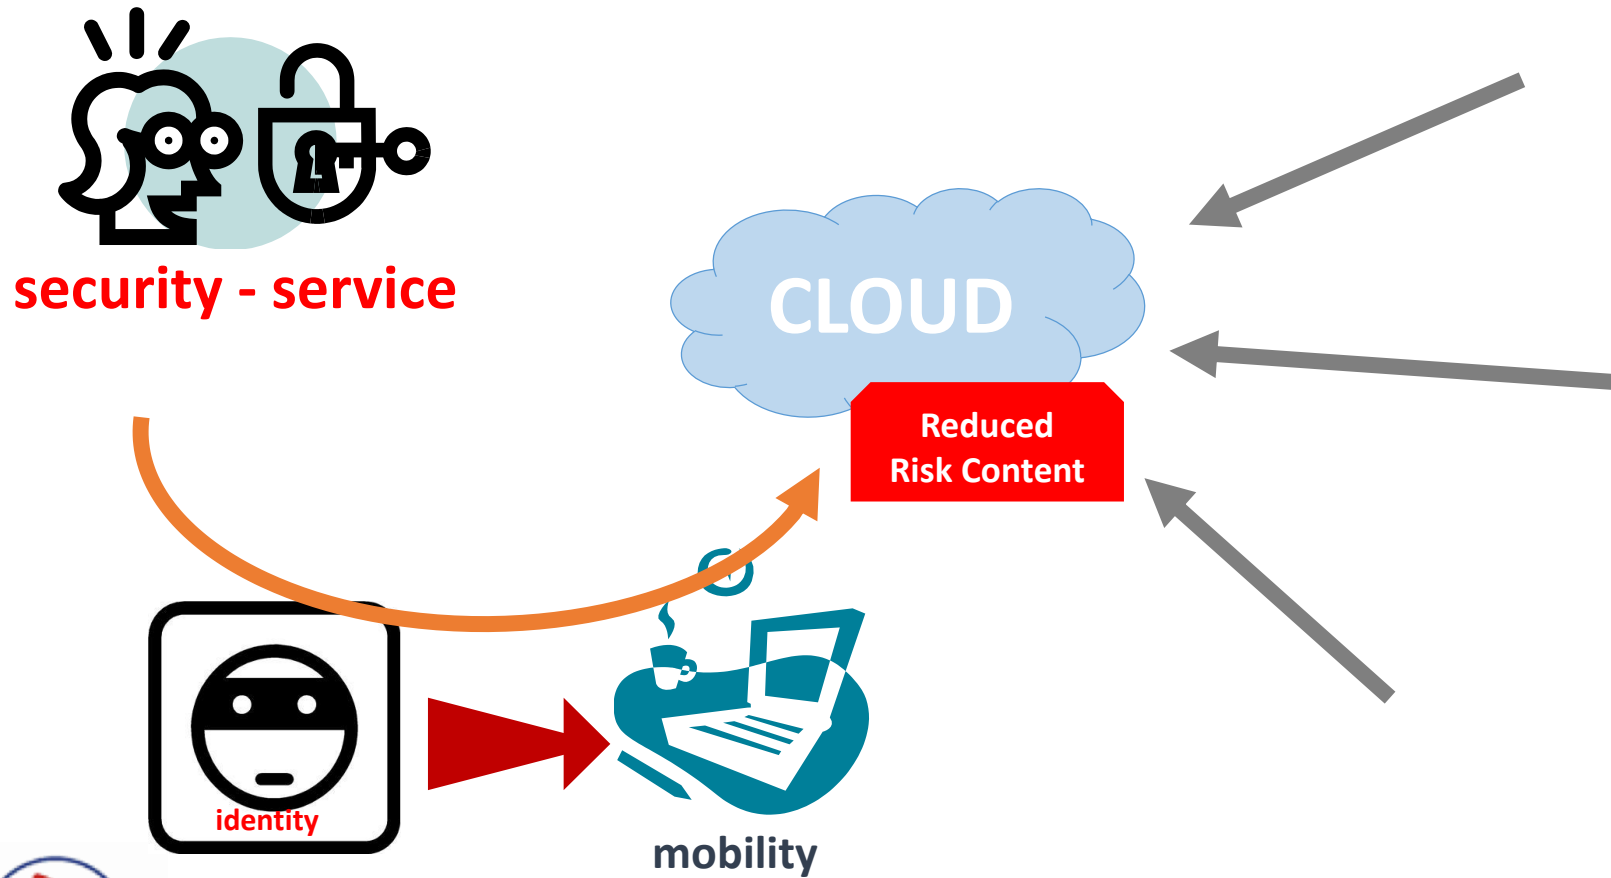 security - service
CLOUD
Reduced
Risk Content
identity
mobility